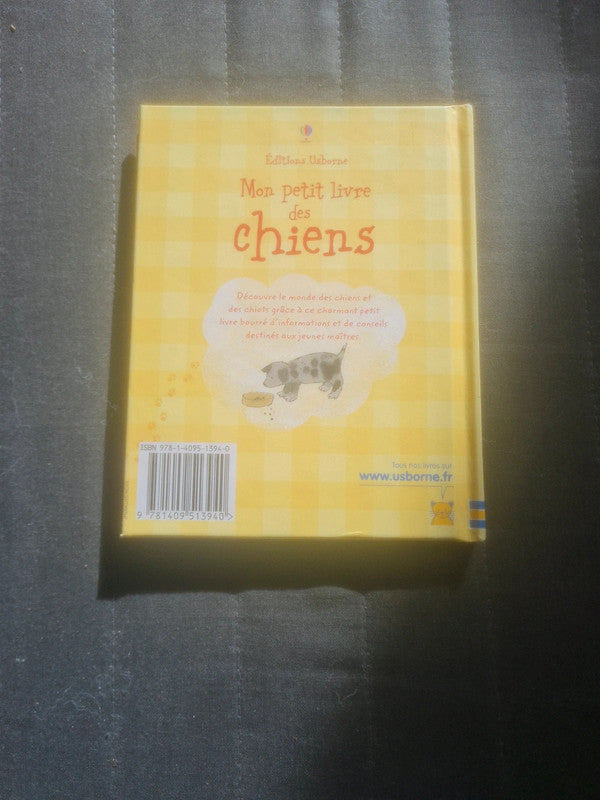 Éditions Usborne
Mon petit livre
des
chiens
Découvre le monde des chiens et
des chiots grâce à ce charmant petit
livre bourré d'informations et de conseils
destinés aux jeunes maîtres.
ISBN 978-1-4095-1394-0
9 781409 513940>
Tous nos livres sur
www.usborne.fr